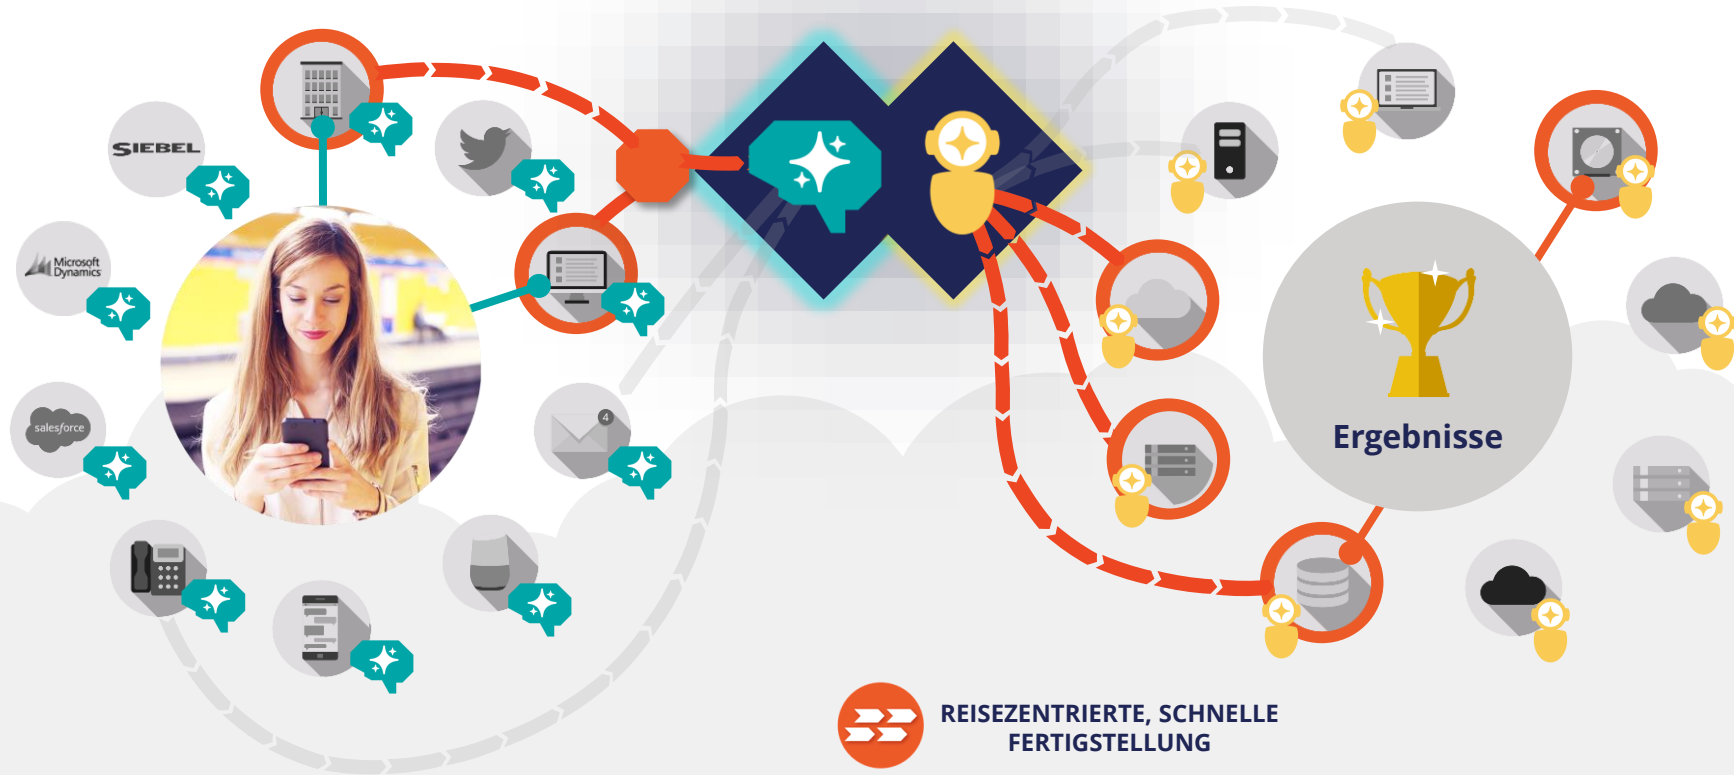 SIEBEL
Microsoft
Dynamics
salesforce
4
Ergebnisse
REISEZENTRIERTE, SCHNELLE
FERTIGSTELLUNG